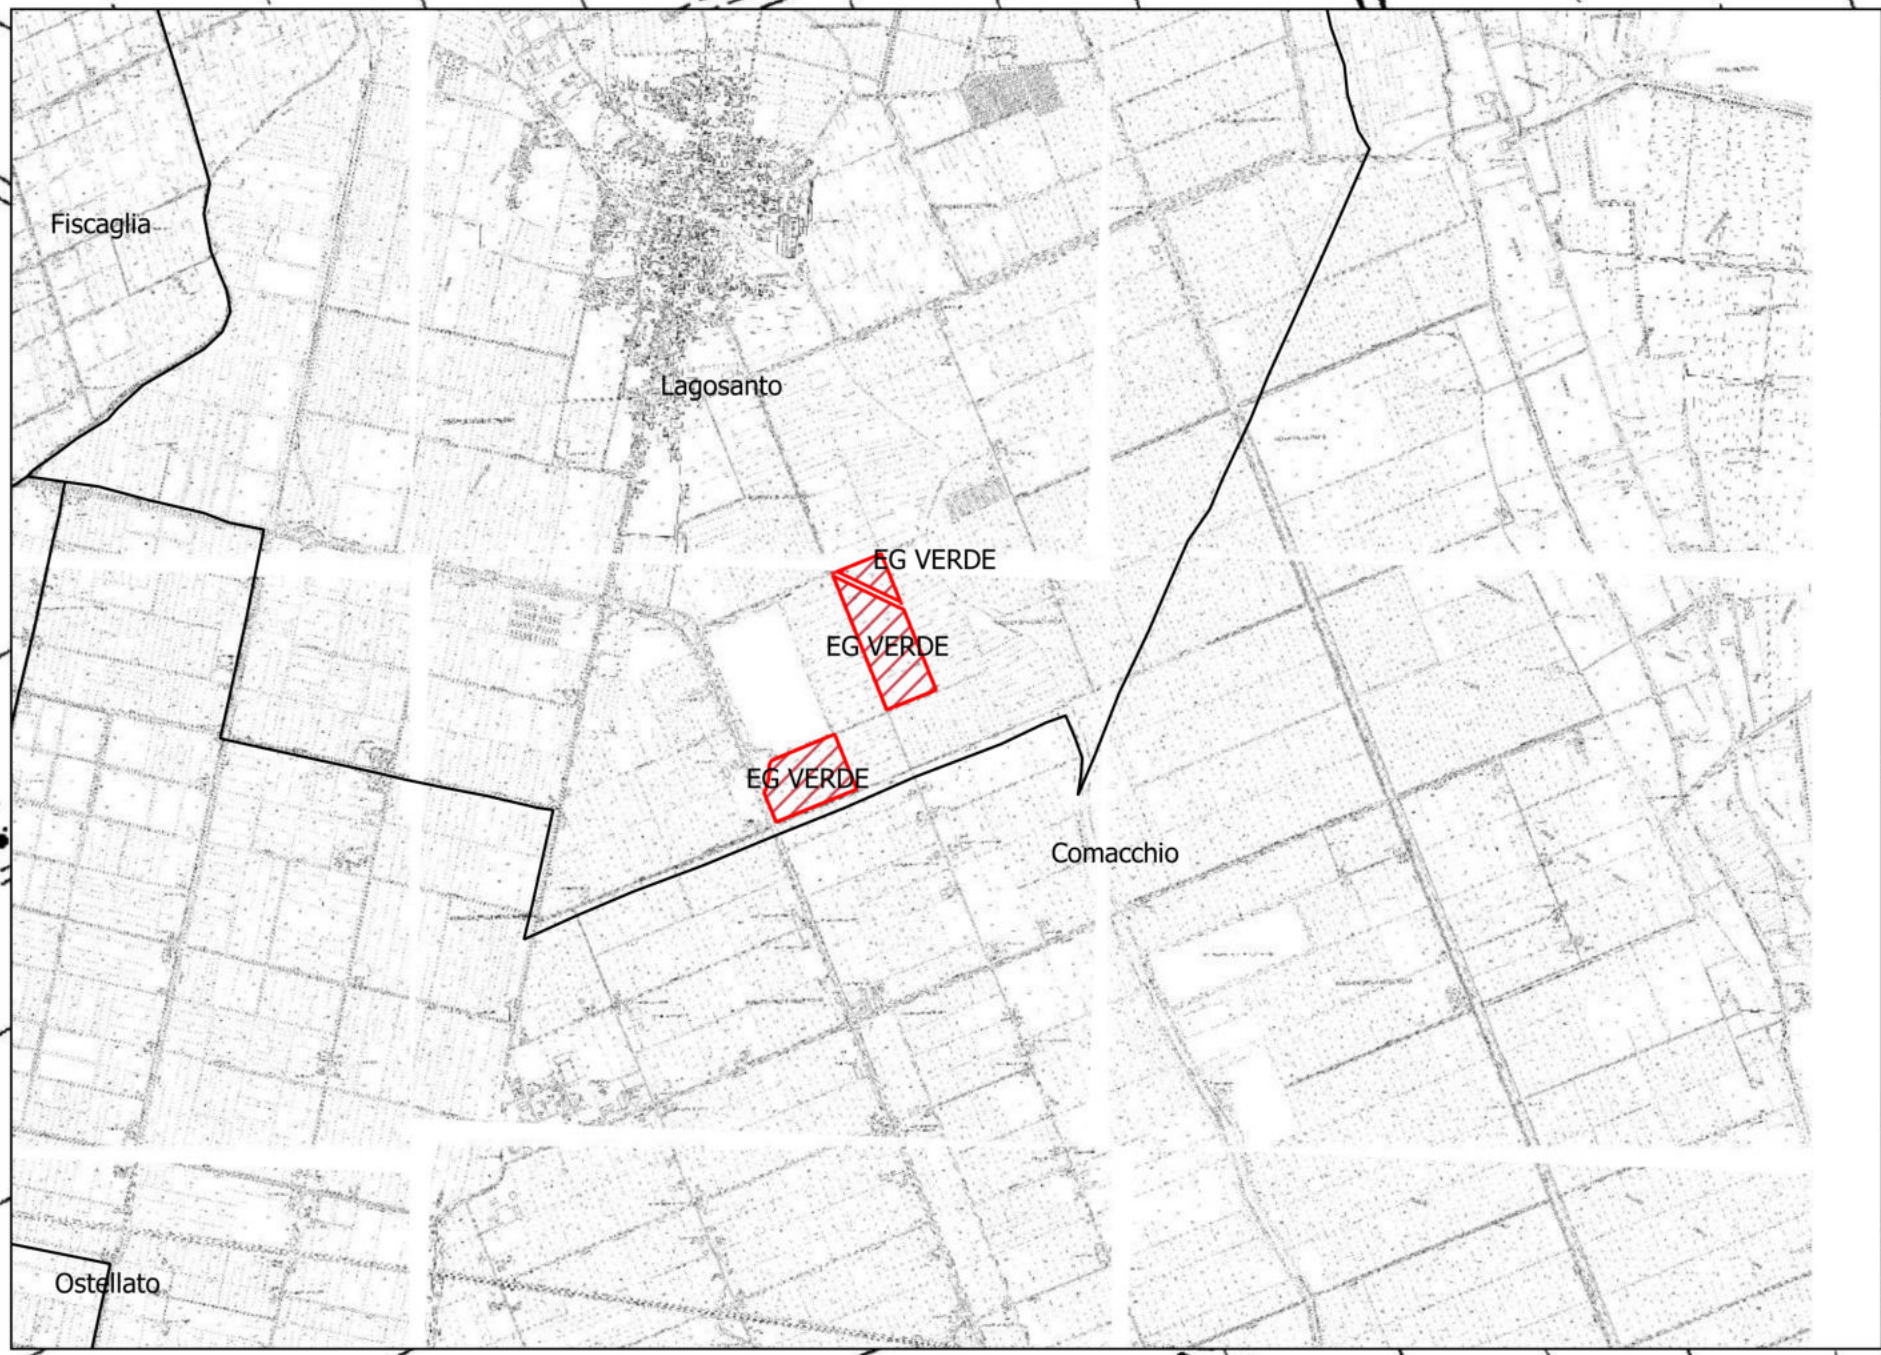 Fiscaglia
Lagosanto
EG VERDE
EG VERDE
EG VERDE
Comacchio
Ostellato